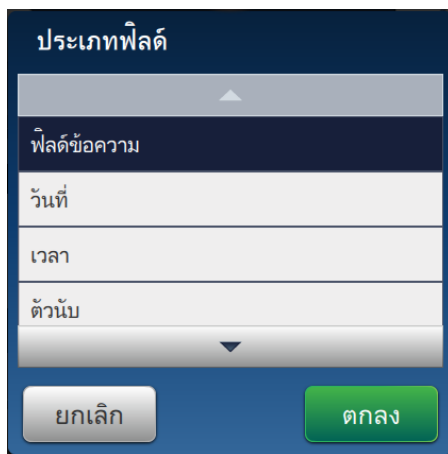 ประเภทฟิลด์
ฟิลด์ข้อความ
วันที่
เวลา
ตัวนับ
ยกเลิก
ตกลง